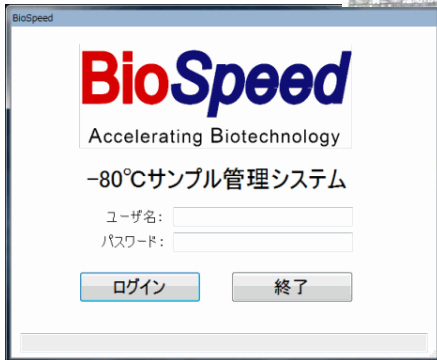 BioSpeed
BioSpeed
Accelerating Biotechnology
-80℃サンプル管理システム
ユーザ名:
パスワード:
ログイン
終了